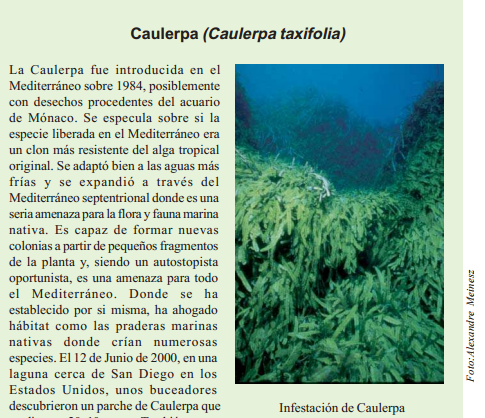 Caulerpa (Caulerpa taxifolia)
La Caulerpa fue introducida en el
Mediterráneo sobre 1984, posiblemente
con desechos procedentes del acuario
de Mónaco. Se especula sobre si la
especie liberada en el Mediterráneo era
un clon más resistente del alga tropical
original. Se adaptó bien a las aguas más
frías y se expandió a través del
Mediterráneo septentrional donde es una
seria amenaza para la flora y fauna marina
nativa. Es capaz de formar nuevas
colonias a partir de pequeños fragmentos
de la planta y, siendo un autostopista
oportunista, es una amenaza para todo
el Mediterráneo. Donde se ha
establecido por si misma, ha ahogado
hábitat como las praderas marinas
nativas donde crían numerosas
especies. El 12 de Junio de 2000, en una
laguna cerca de San Diego en los
Estados Unidos, unos buceadores
descubrieron un parche de Caulerpa que
Foto:Alexandre Meinesz
Infestación de Caulerpa